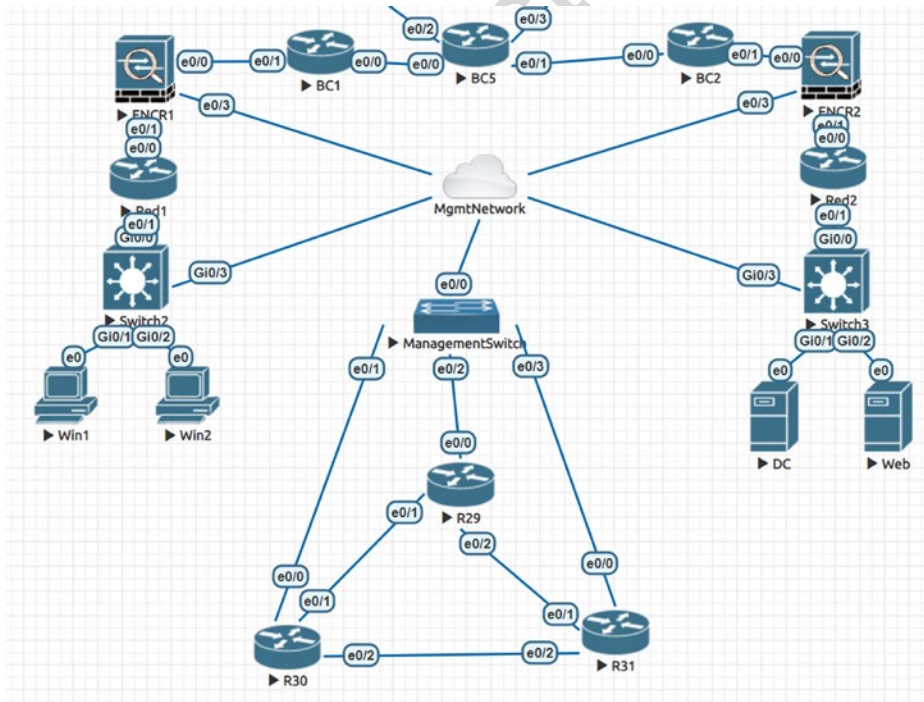 e0/3
e0/2
e0/0
e0/1
e0/0
e0/0
BC5
e0/1
e0/0
e0/1
e0/0
BC1
BC2
ENCR1
e0/3
e0/3
ENCR2
e0/1
e0/0
e0/1
e0/0
MgmtNetwork
Red1
Red2
e0/1
Gi0/0
e0/1
Gi0/0
Gi0/3
Gi0/3
e0/0
Switch2
ManagementSwitch
Switch3
Gi0/1
Gi0/2
Gi0/1
Gi0/2
e0
e0
e0/1
e0/2
e0/3
e0
e0
Win1
Win2
e0/0
DC
Web
e0/1
R29
e0/2
e0/0
e0/0
e0/1
e0/1
e0/2
e0/2
R30
R31